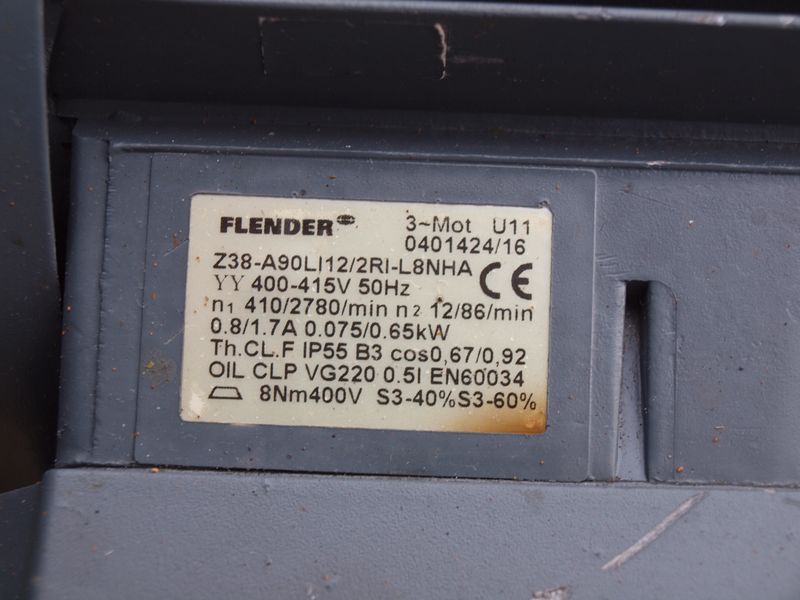 FLENDER 3~Mot U11
0401424/16
Z38-A90LI12/2RI-L8NHA CE
YY 400-415V 50Hz
n1 410/2780/min n2 12/86/min
0.8/1.7A 0.075/0.65kW
Th.CL.F IP55 B3 cos0,67/0,92
OIL CLP VG220 0.5l EN60034
8Nm400V S3-40%S3-60%